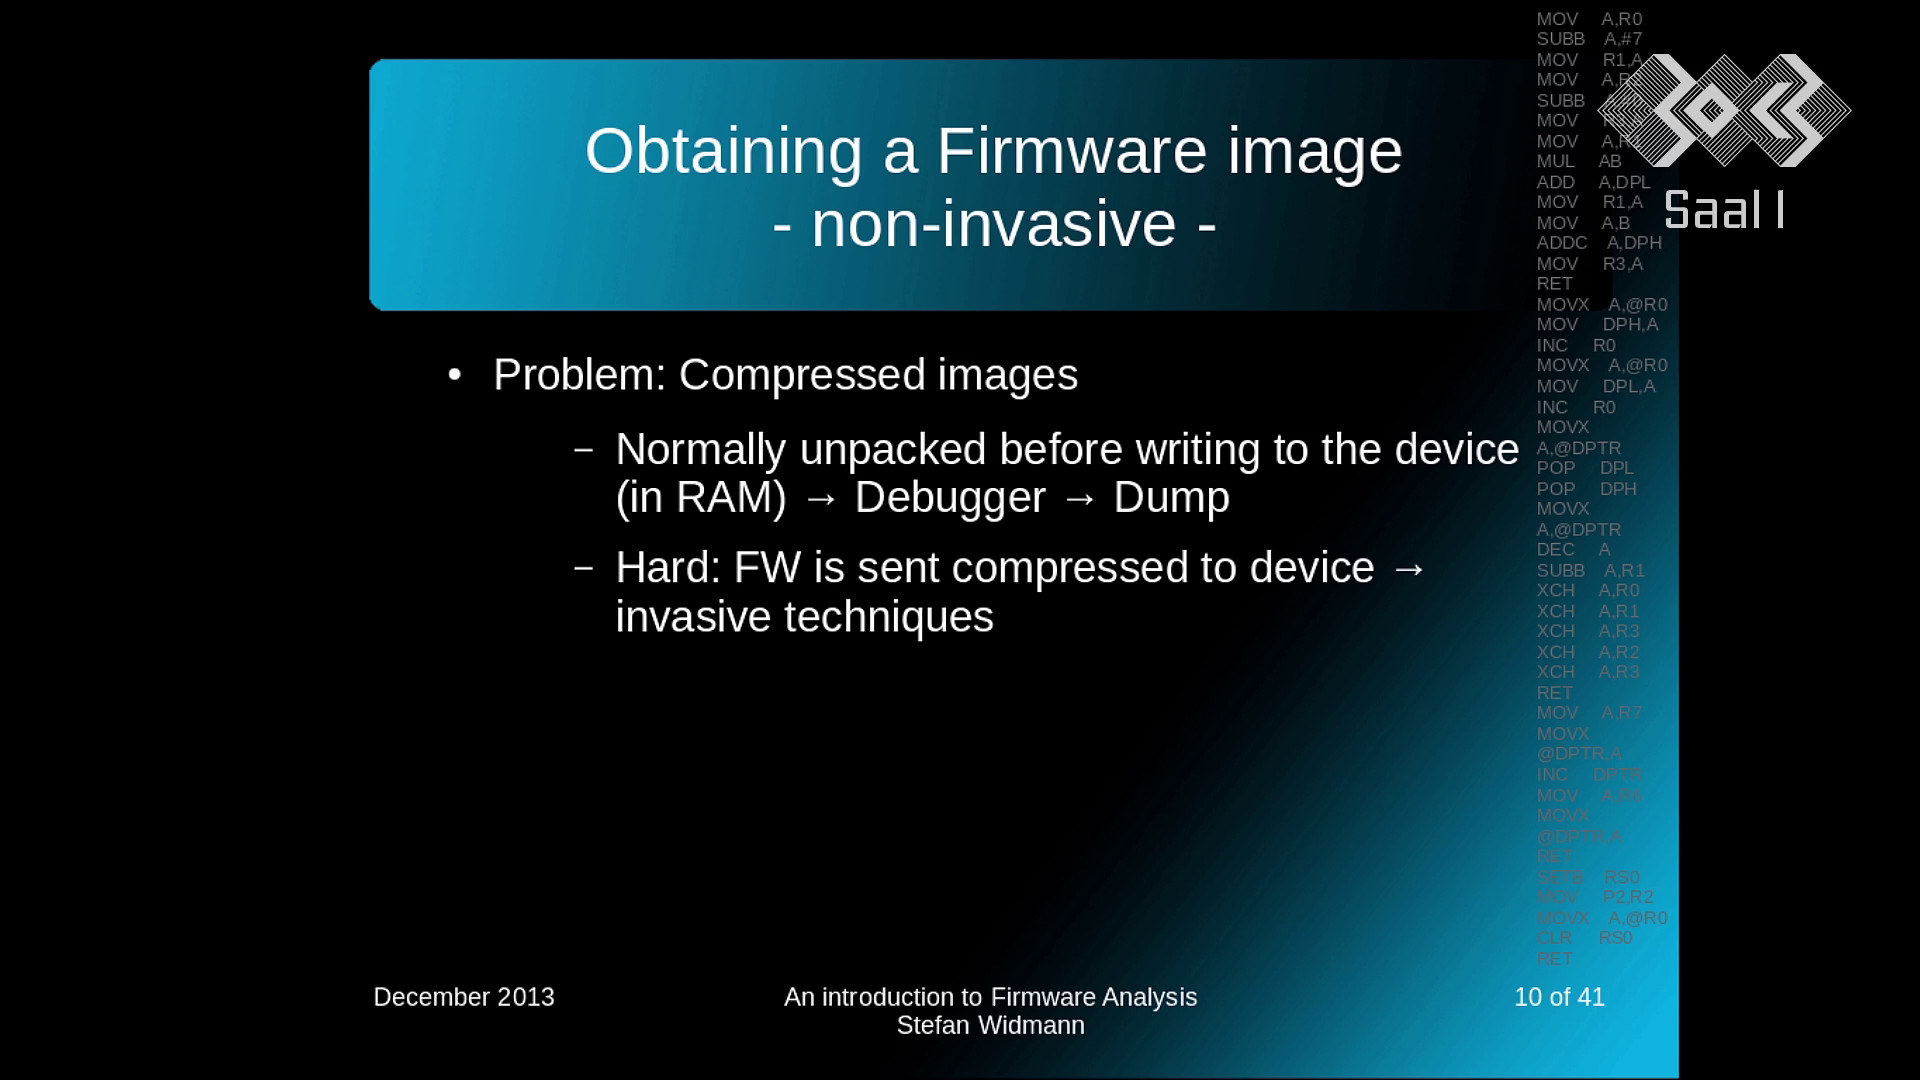 Obtaining a Firmware image
- non-invasive -
• Problem: Compressed images
– Normally unpacked before writing to the device
(in RAM) → Debugger → Dump
– Hard: FW is sent compressed to device →
invasive techniques
MOV A,R0
SUBB A,#7
MOV R1,A
MOV
SUBB
MOV
MOV
MUL AB
ADD A,DPL
MOV R1,A
MOV A,B
ADDC A,DPH
MOV R3,A
RET
MOVX A,@R0
MOV DPH,A
INC R0
MOVX A,@R0
MOV DPL,A
INC R0
MOVX
A,@DPTR
POP DPL
POP DPH
MOVX
A,@DPTR
DEC A
SUBB A,R1
XCH A,R0
XCH A,R1
XCH A,R3
XCH A,R2
XCH A,R3
RET
MOV A,R7
MOVX
@DPTR,A
INC DPTR
MOV
MOVX
@DPTR,A
RET
SETB RS0
MOV P2,R2
MOVX A,@R0
CLR RS0
RET
Saal 1
December 2013
An introduction to Firmware Analysis
Stefan Widmann
10 of 41